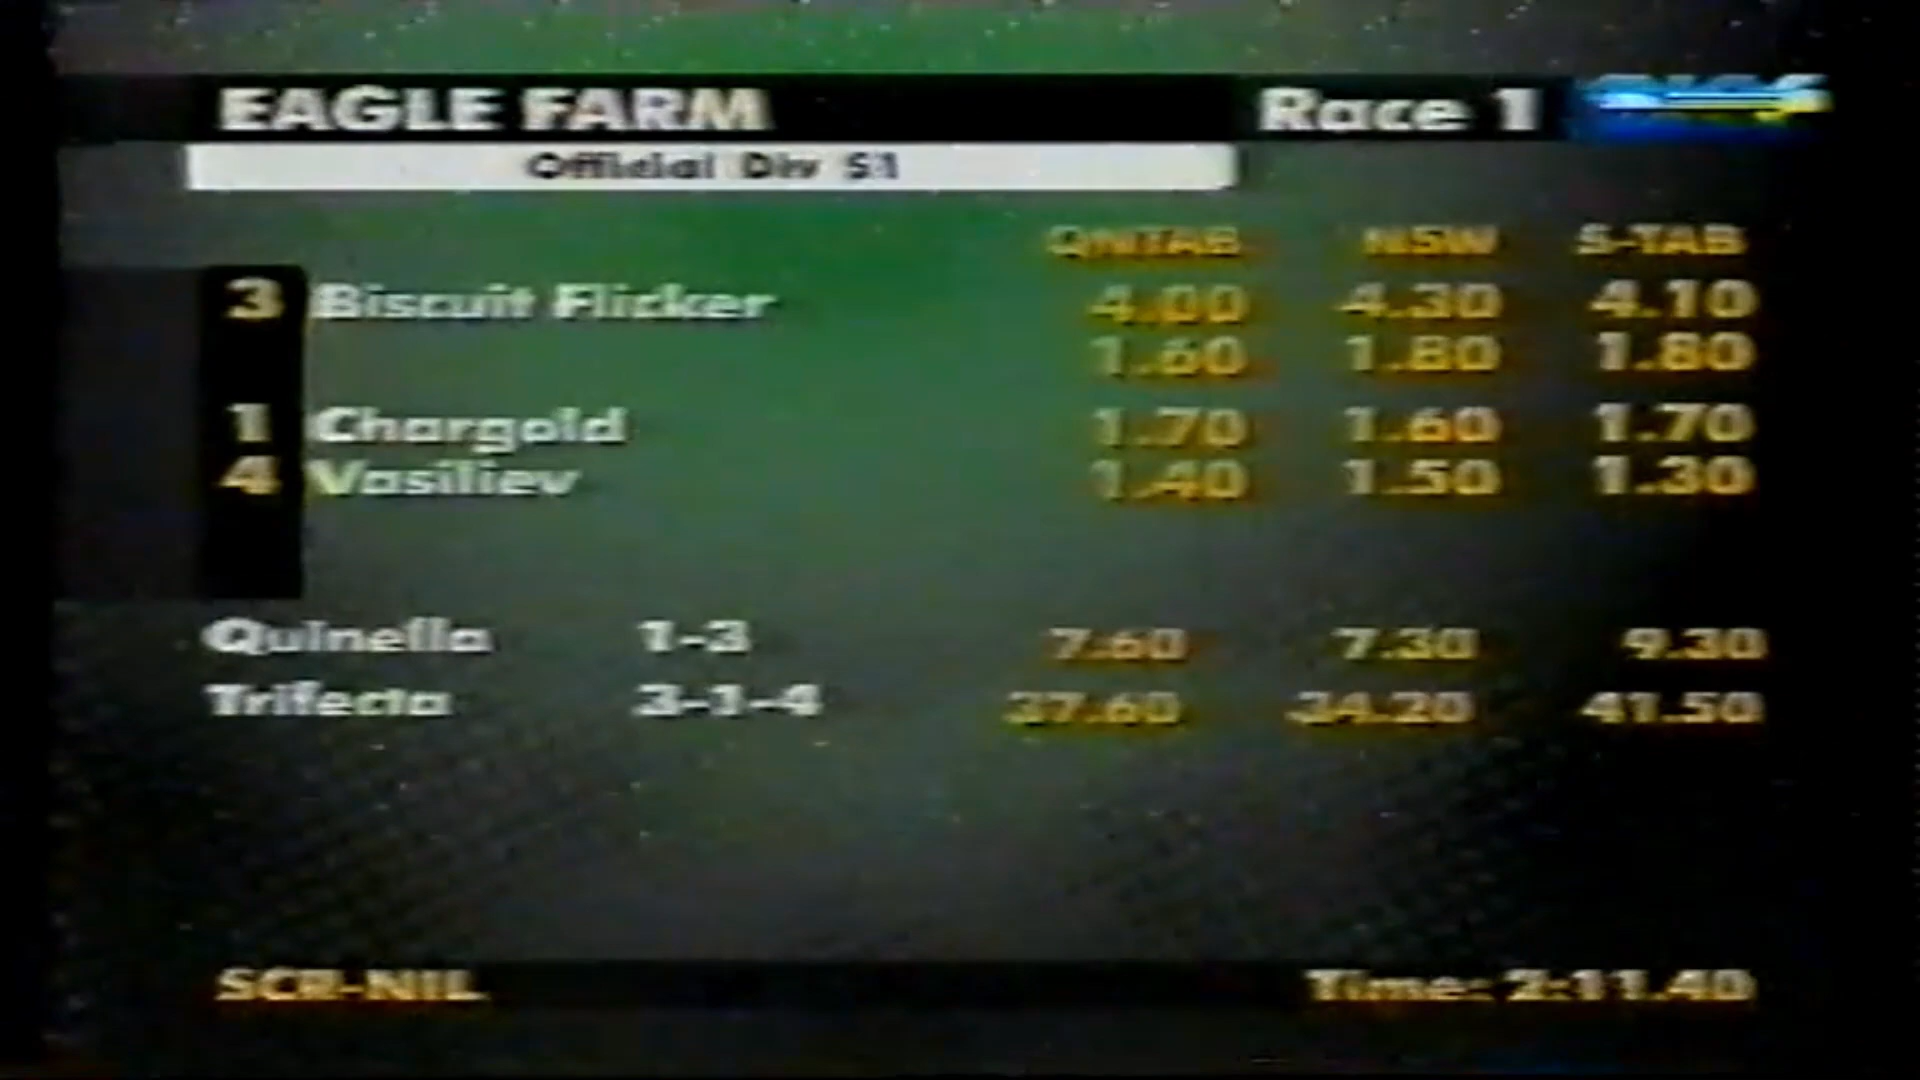 EAGLE FARM Race 1
Official Div $1
QNTAB NSW S-TAB
3 Biscuit Flicker 4.00 4.30 4.10
1.60 1.80 1.80
1 Chargold 1.70 1.60 1.70
4 Vasiliev 1.40 1.50 1.30
Quinella 1-3 7.60 7.30 9.30
Trifecta 3-1-4 37.60 34.20 41.50
SCR-NIL Time: 2:11.40